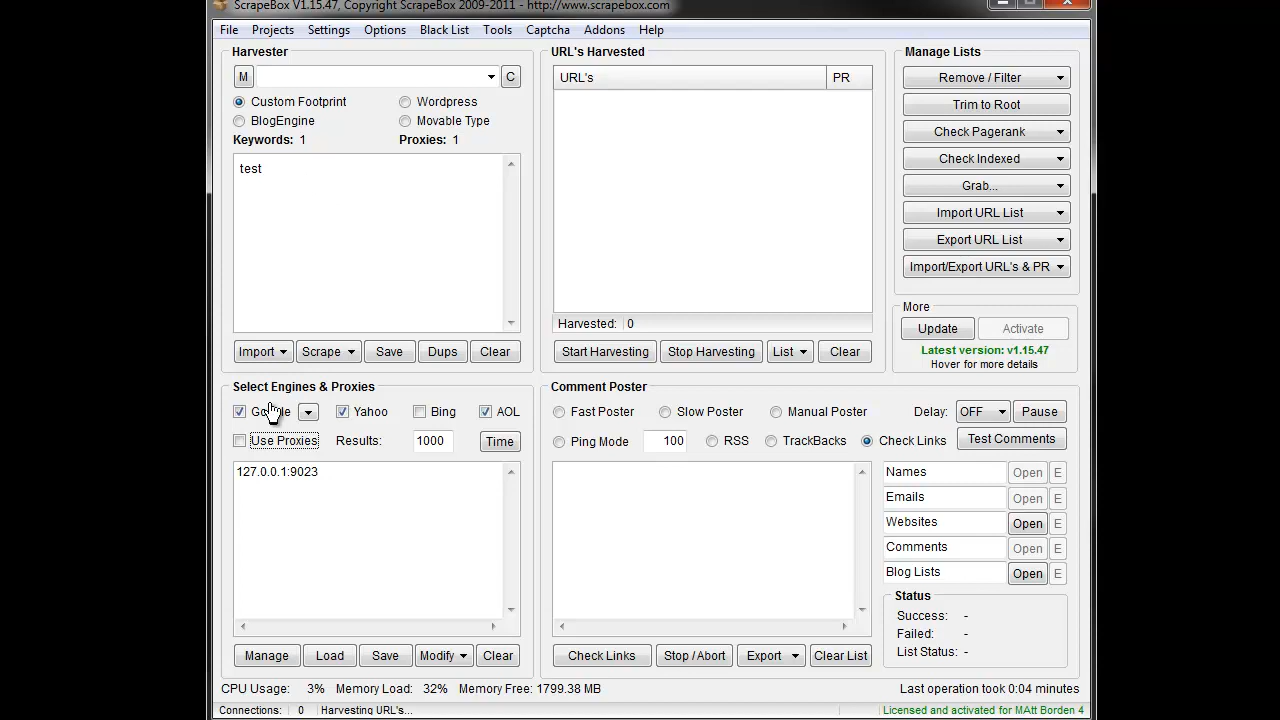 ScrapeBox V1.15.47, Copyright ScrapeBox 2009-2011 - http://www.scrapebox.com
File Projects Settings Options Black List Tools Captcha Addons Help
Harvester
M C
Custom Footprint Wordpress
BlogEngine Movable Type
Keywords: 1 Proxies: 1
test
Import Scrape Save Dups Clear
URL's Harvested
URL's PR
Harvested: 0
Start Harvesting Stop Harvesting List Clear
Manage Lists
Remove / Filter
Trim to Root
Check Pagerank
Check Indexed
Grab...
Import URL List
Export URL List
Import/Export URL's & PR
More
Update Activate
Latest version: v1.15.47
Hover for more details
Select Engines & Proxies
Google Yahoo Bing AOL
Use Proxies Results: 1000 Time
127.0.0.1:9023
Manage Load Save Modify Clear
Comment Poster
Fast Poster Slow Poster Manual Poster Delay: OFF Pause
Ping Mode 100 RSS TrackBacks Check Links Test Comments
Names Open E
Emails Open E
Websites Open E
Comments Open E
Blog Lists Open E
Status
Success: -
Failed: -
List Status: -
Check Links Stop / Abort Export Clear List
CPU Usage: 3% Memory Load: 32% Memory Free: 1799.38 MB Last operation took 0:04 minutes
Connections: 0 Harvesting URL's... Licensed and activated for MAtt Borden 4